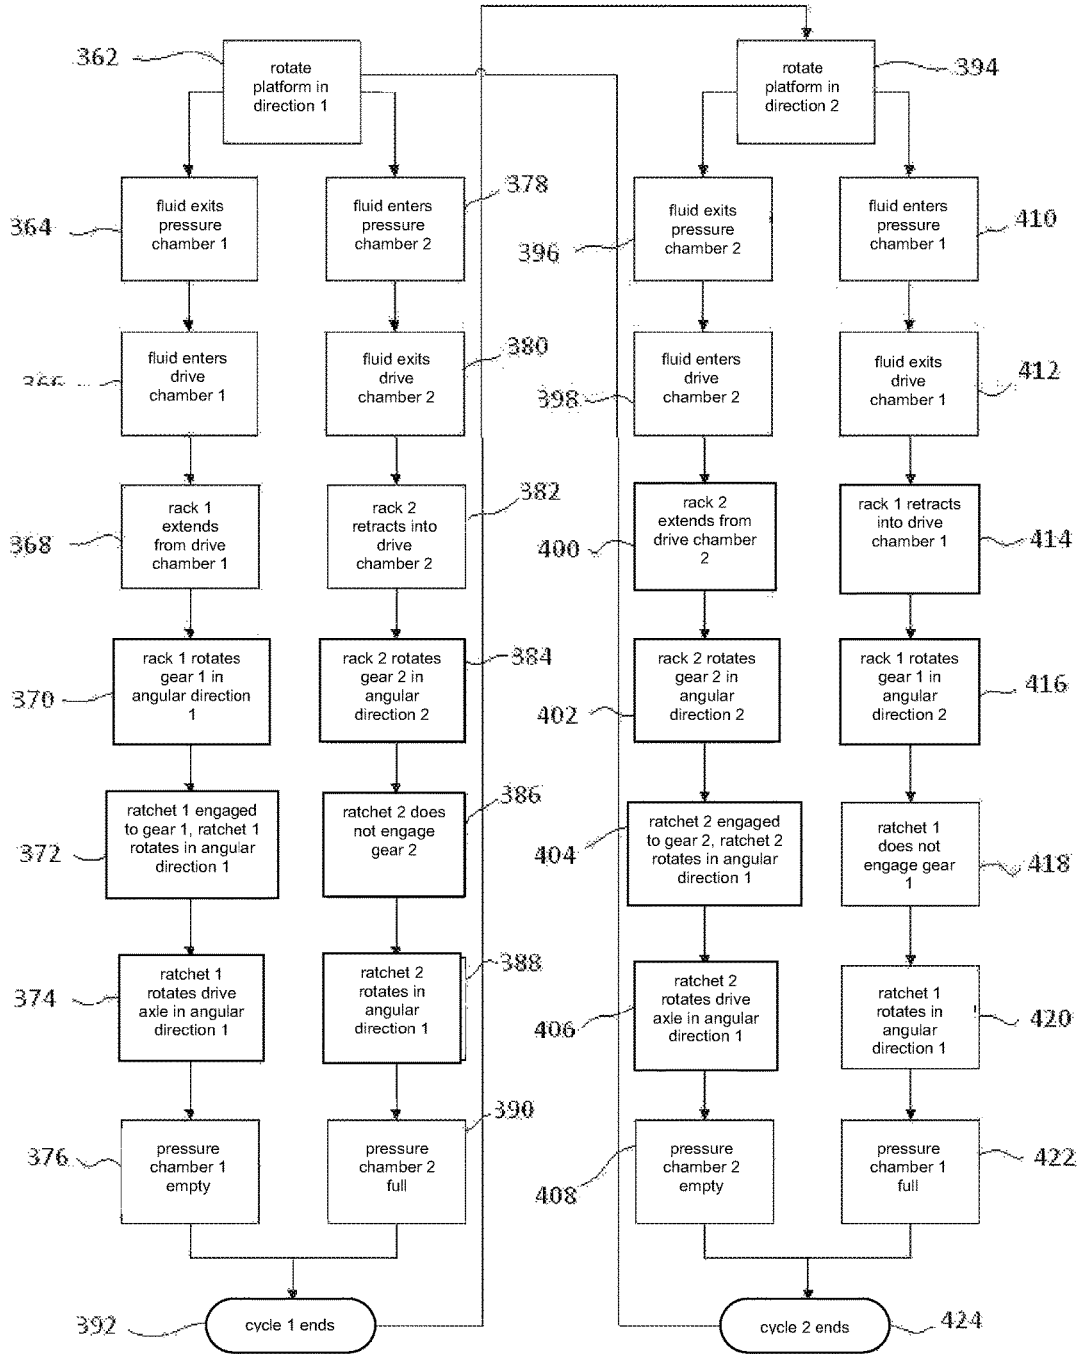 362
rotate
platform in
direction 1
364
fluid exits
pressure
chamber 1
378
fluid enters
pressure
chamber 2
fluid enters
drive
chamber 1
380
fluid exits
drive
chamber 2
368
rack 1
extends
from drive
chamber 1
382
rack 2
retracts into
drive
chamber 2
370
rack 1 rotates
gear 1 in
angular direction
1
384
rack 2 rotates
gear 2 in
angular
direction 2
372
ratchet 1 engaged
to gear 1, ratchet 1
rotates in angular
direction 1
386
ratchet 2 does
not engage
gear 2
374
ratchet 1
rotates drive
axle in angular
direction 1
388
ratchet 2
rotates in
angular
direction 1
376
pressure
chamber 1
empty
390
pressure
chamber 2
full
392
cycle 1 ends
394
rotate
platform in
direction 2
396
fluid exits
pressure
chamber 2
410
fluid enters
pressure
chamber 1
398
fluid enters
drive
chamber 2
412
fluid exits
drive
chamber 1
400
rack 2
extends from
drive chamber
2
414
rack 1 retracts
into drive
chamber 1
402
rack 2 rotates
gear 2 in
angular
direction 2
416
rack 1 rotates
gear 1 in
angular
direction 2
404
ratchet 2 engaged
to gear 2, ratchet 2
rotates in angular
direction 1
418
ratchet 1
does not
engage gear
1
406
ratchet 2
rotates drive
axle in angular
direction 1
420
ratchet 1
rotates in
angular
direction 1
408
pressure
chamber 2
empty
422
pressure
chamber 1
full
424
cycle 2 ends